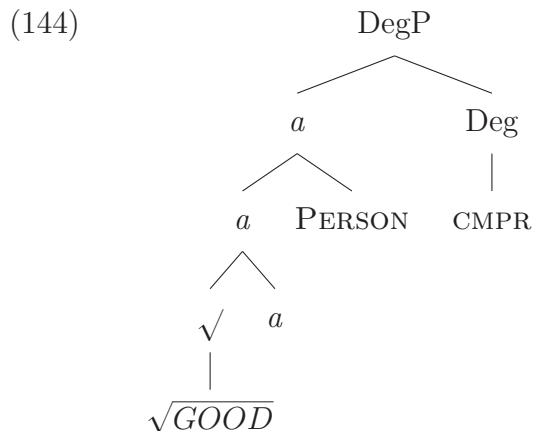 (144) DegP
a Deg
a PERSON CMPR
√ a
√GOOD